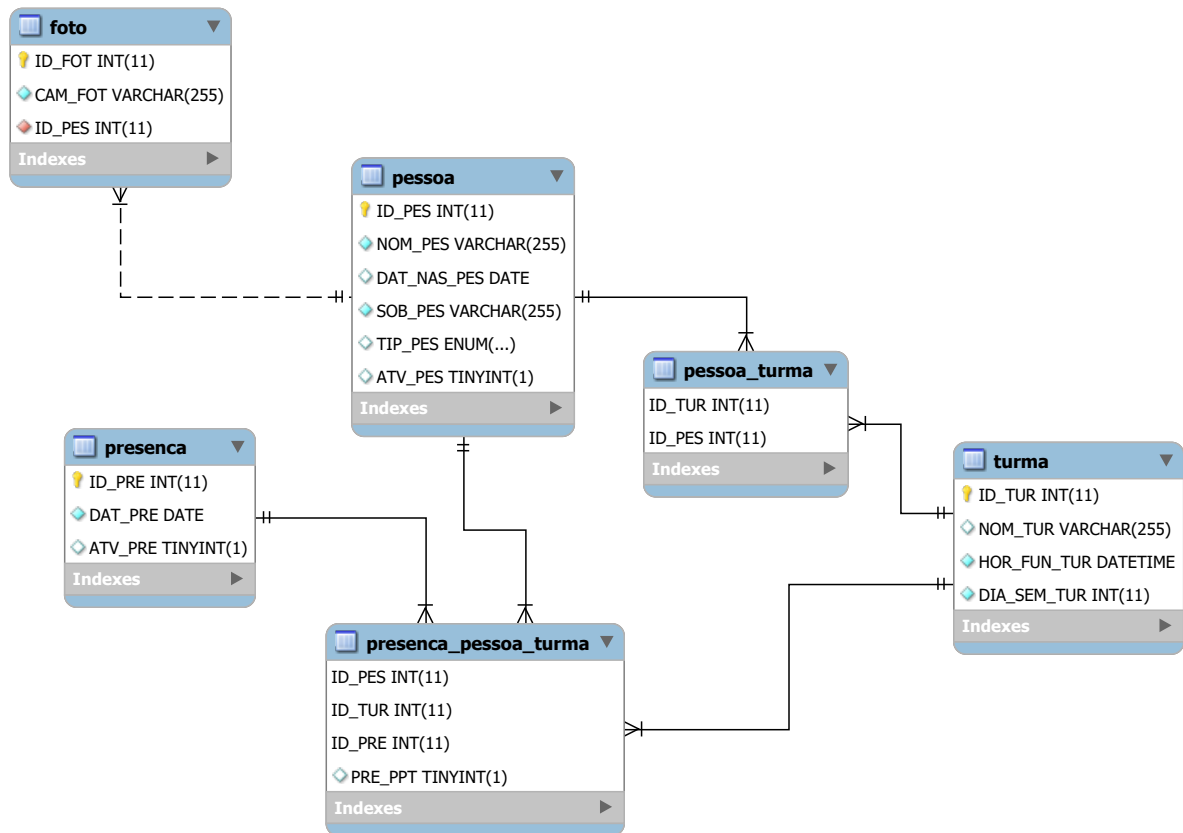 foto
ID_FOT INT(11)
CAM_FOT VARCHAR(255)
ID_PES INT(11)
Indexes
pessoa
ID_PES INT(11)
NOM_PES VARCHAR(255)
DAT_NAS_PES DATE
SOB_PES VARCHAR(255)
TIP_PES ENUM(...)
ATV_PES TINYINT(1)
Indexes
pessoa_turma
ID_TUR INT(11)
ID_PES INT(11)
Indexes
presenca
ID_PRE INT(11)
DAT_PRE DATE
ATV_PRE TINYINT(1)
Indexes
turma
ID_TUR INT(11)
NOM_TUR VARCHAR(255)
HOR_FUN_TUR DATETIME
DIA_SEM_TUR INT(11)
Indexes
presenca_pessoa_turma
ID_PES INT(11)
ID_TUR INT(11)
ID_PRE INT(11)
PRE_PPT TINYINT(1)
Indexes